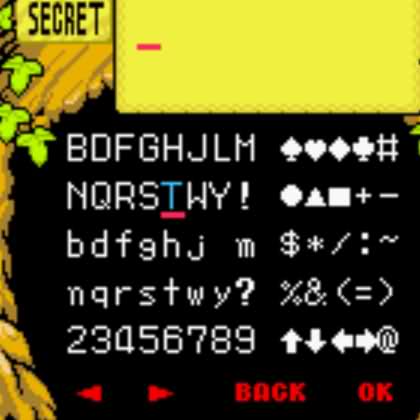 SECRET
BDFGHJLM ♠♥♦♣#
NQRSTWY! ●▲■+-
bdfghj m $*/:~
nqrstwy? %&(=)
23456789 ↑↓←→@
BACK OK